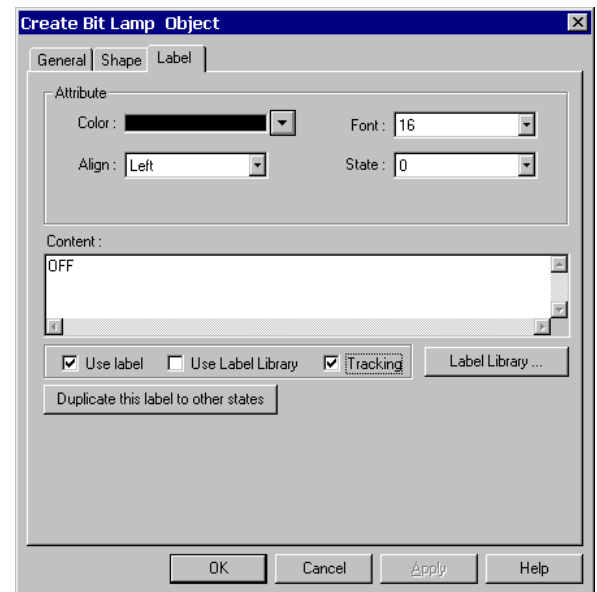 Create Bit Lamp Object
General Shape Label
Attribute
Color : Font : 16
Align : Left State : 0
Content :
OFF
Use label Use Label Library Tracking Label Library ...
Duplicate this label to other states
OK Cancel Apply Help